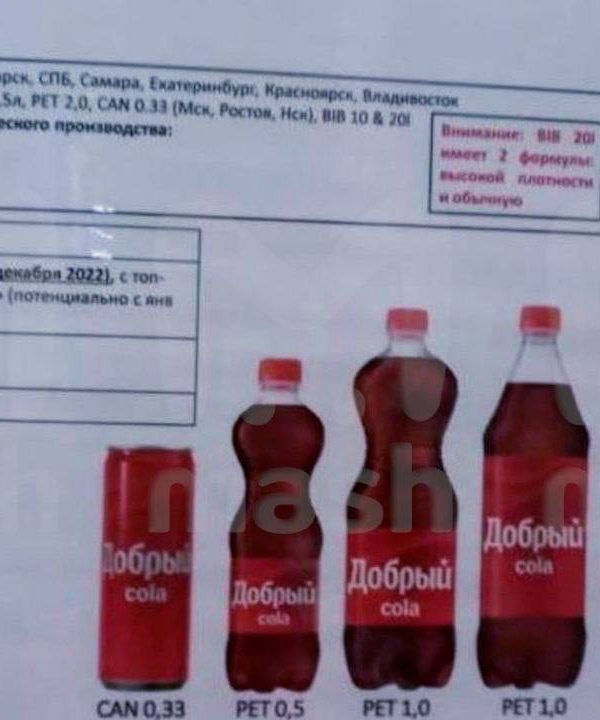 рск, СПБ, Самара, Екатеринбург, Красноярск, Владивосток
,5л, PET 2,0, CAN 0.33 (Мск, Ростов, Нск), BIB 10 & 20l
еского производства:
Внимание: BIB 20l
имеет 2 формулы:
высокой плотности
и обычную
декабря 2022), с топ-
(потенциально с янв
mash
Добрый
cola
Добрый
cola
Добрый
cola
Добрый
cola
CAN 0,33 PET 0,5 PET 1,0 PET 1,0